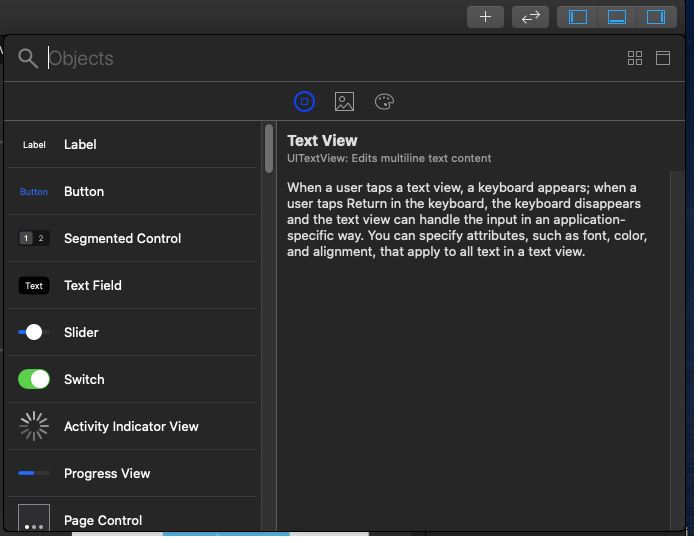 Objects
Label Label
Button Button
1 2 Segmented Control
Text Text Field
Slider
Switch
Activity Indicator View
Progress View
Page Control
Text View
UITextView: Edits multiline text content
When a user taps a text view, a keyboard appears; when a
user taps Return in the keyboard, the keyboard disappears
and the text view can handle the input in an application-
specific way. You can specify attributes, such as font, color,
and alignment, that apply to all text in a text view.